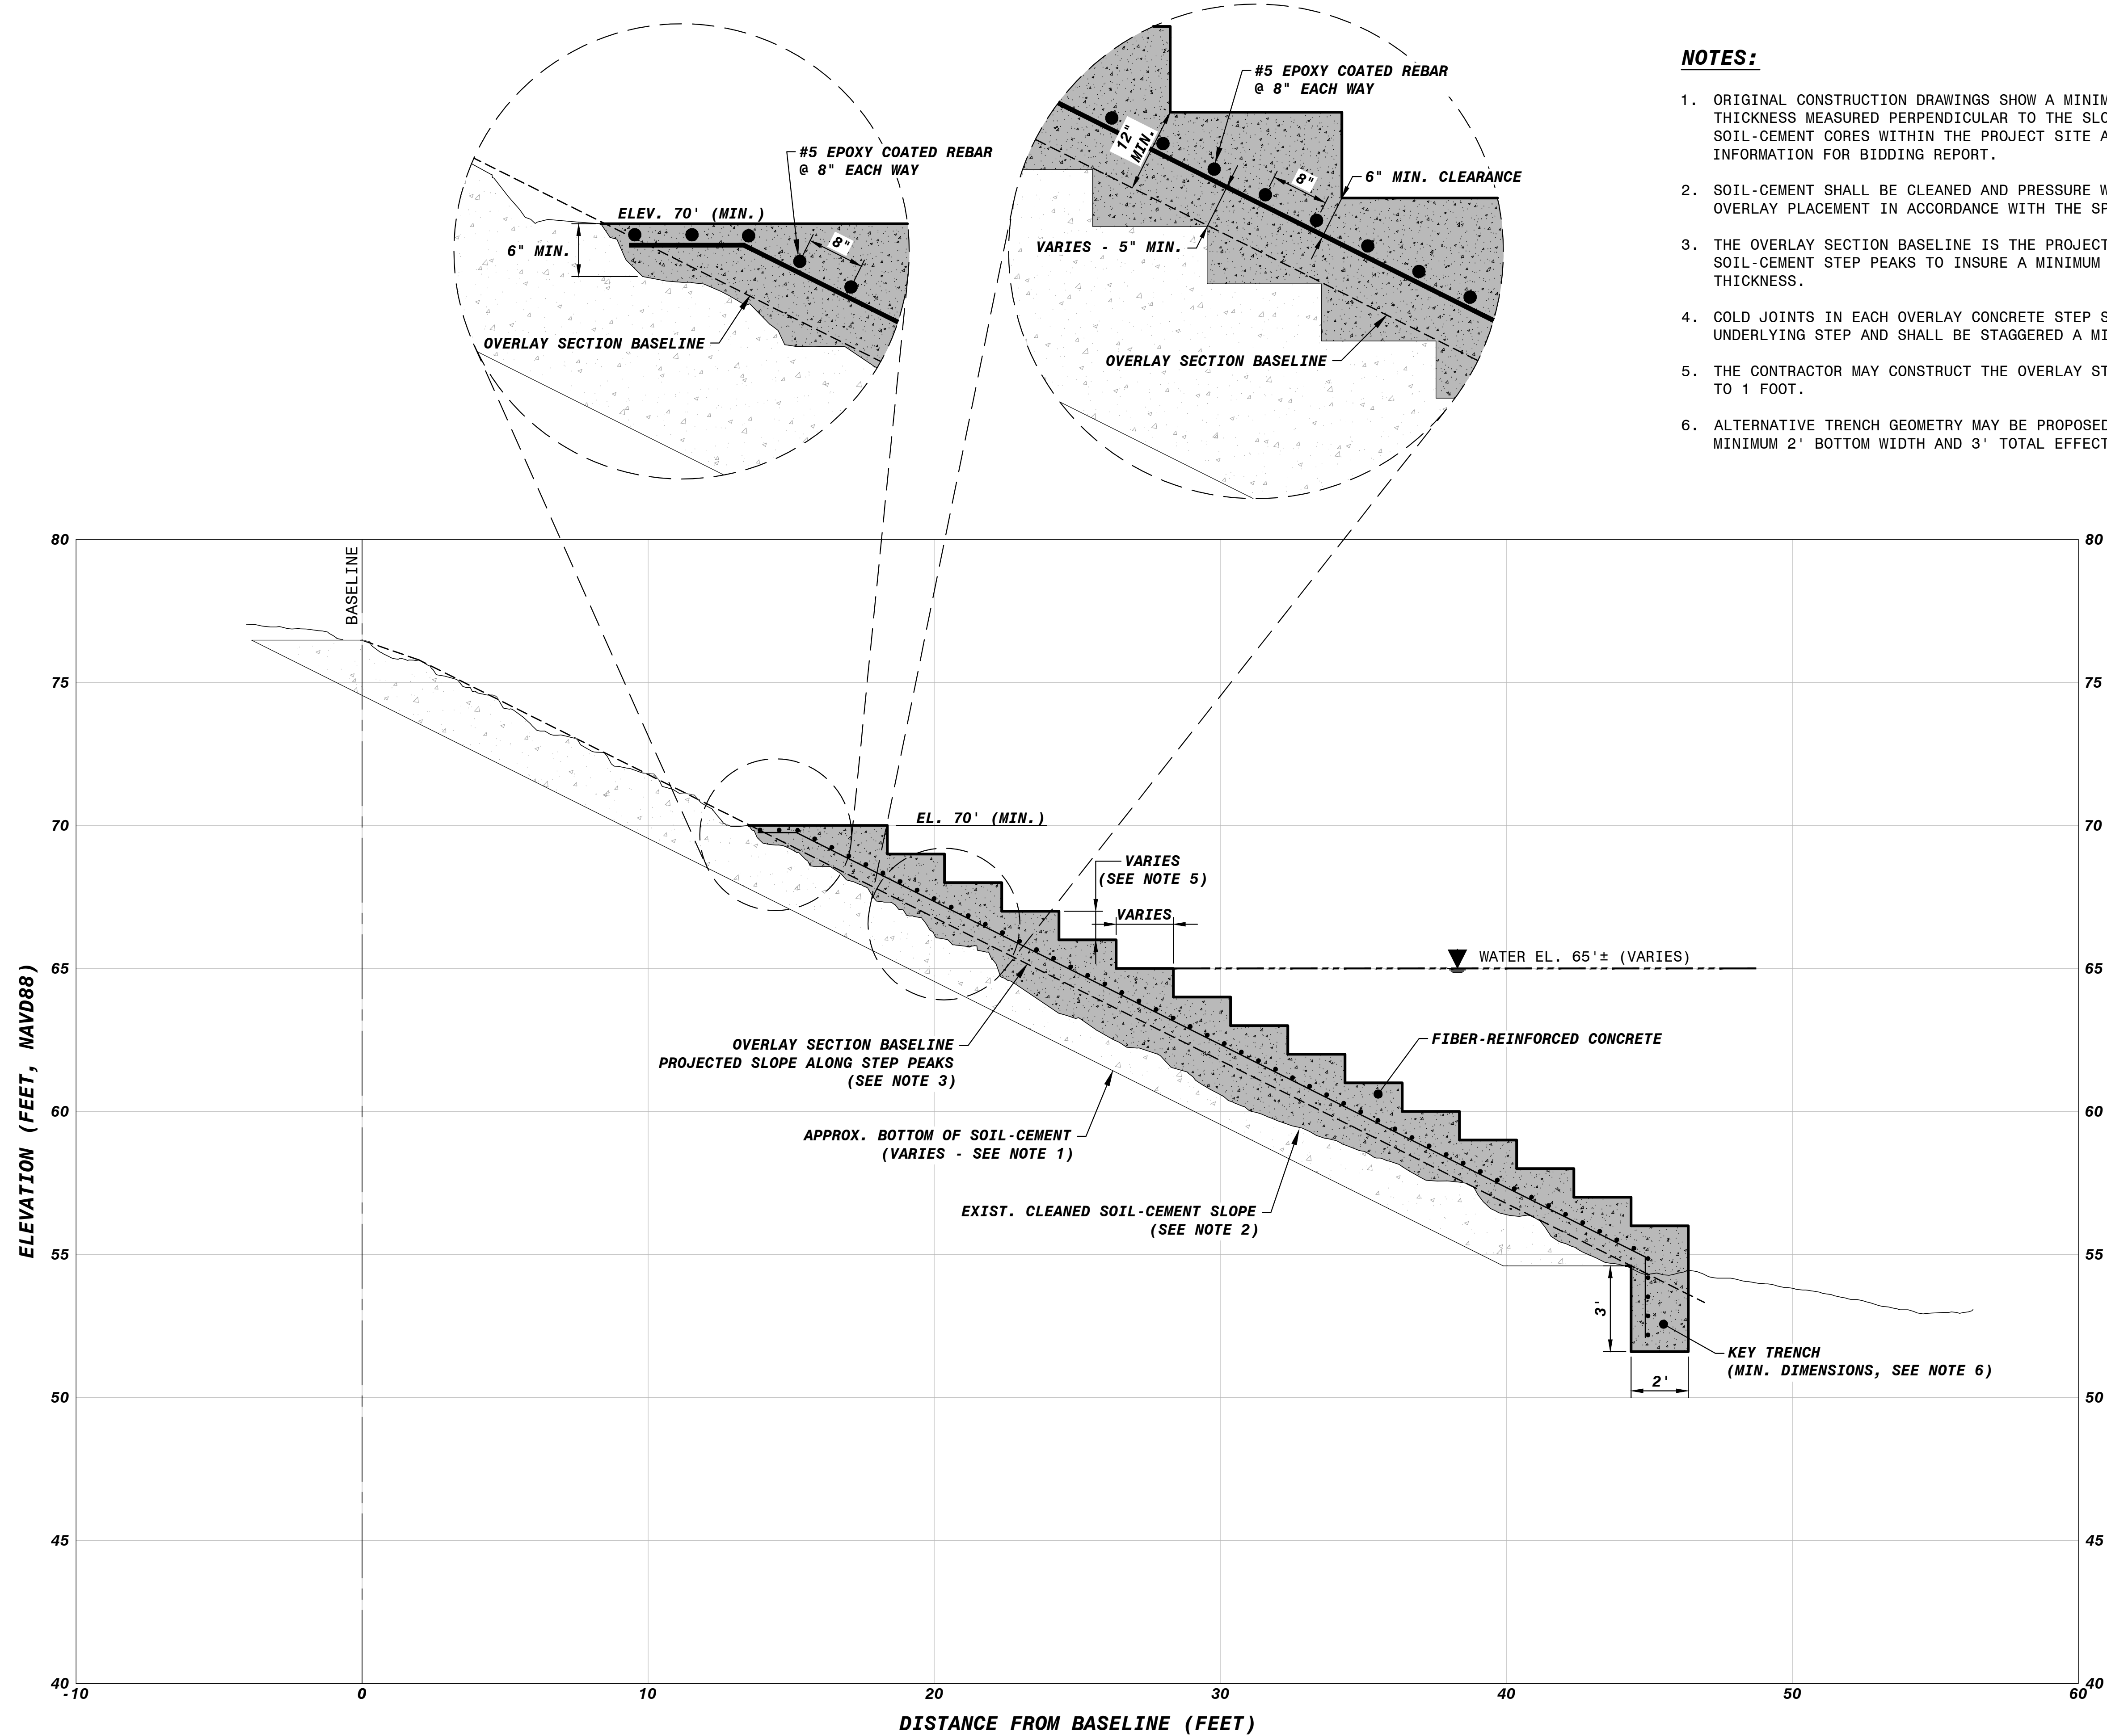 NOTES:
1. ORIGINAL CONSTRUCTION DRAWINGS SHOW A
THICKNESS MEASURED PERPENDICULAR TO THE
SOIL-CEMENT CORES WITHIN THE PROJECT SITE
INFORMATION FOR BIDDING REPORT.
2. SOIL-CEMENT SHALL BE CLEANED AND PRESSURE
OVERLAY PLACEMENT IN ACCORDANCE WITH THE
3. THE OVERLAY SECTION BASELINE IS THE
SOIL-CEMENT STEP PEAKS TO INSURE A MINIMUM
THICKNESS.
4. COLD JOINTS IN EACH OVERLAY CONCRETE STEP
UNDERLYING STEP AND SHALL BE STAGGERED A
5. THE CONTRACTOR MAY CONSTRUCT THE OVERLAY
TO 1 FOOT.
6. ALTERNATIVE TRENCH GEOMETRY MAY BE PROPOSED
MINIMUM 2' BOTTOM WIDTH AND 3' TOTAL
#5 EPOXY COATED REBAR
@ 8" EACH WAY
ELEV. 70' (MIN.)
6" MIN.
8"
OVERLAY SECTION BASELINE
#5 EPOXY COATED REBAR
@ 8" EACH WAY
12"
MIN.
8"
6" MIN. CLEARANCE
VARIES - 5" MIN.
OVERLAY SECTION BASELINE
BASELINE
EL. 70' (MIN.)
VARIES
(SEE NOTE 5)
VARIES
WATER EL. 65'± (VARIES)
OVERLAY SECTION BASELINE
PROJECTED SLOPE ALONG STEP PEAKS
(SEE NOTE 3)
FIBER-REINFORCED CONCRETE
APPROX. BOTTOM OF SOIL-CEMENT
(VARIES - SEE NOTE 1)
EXIST. CLEANED SOIL-CEMENT SLOPE
(SEE NOTE 2)
3'
2'
KEY TRENCH
(MIN. DIMENSIONS, SEE NOTE 6)
80
75
70
65
60
55
50
45
40
80
75
70
65
60
55
50
45
40
-10
0
10
20
30
40
50
60
ELEVATION (FEET, NAVD88)
DISTANCE FROM BASELINE (FEET)